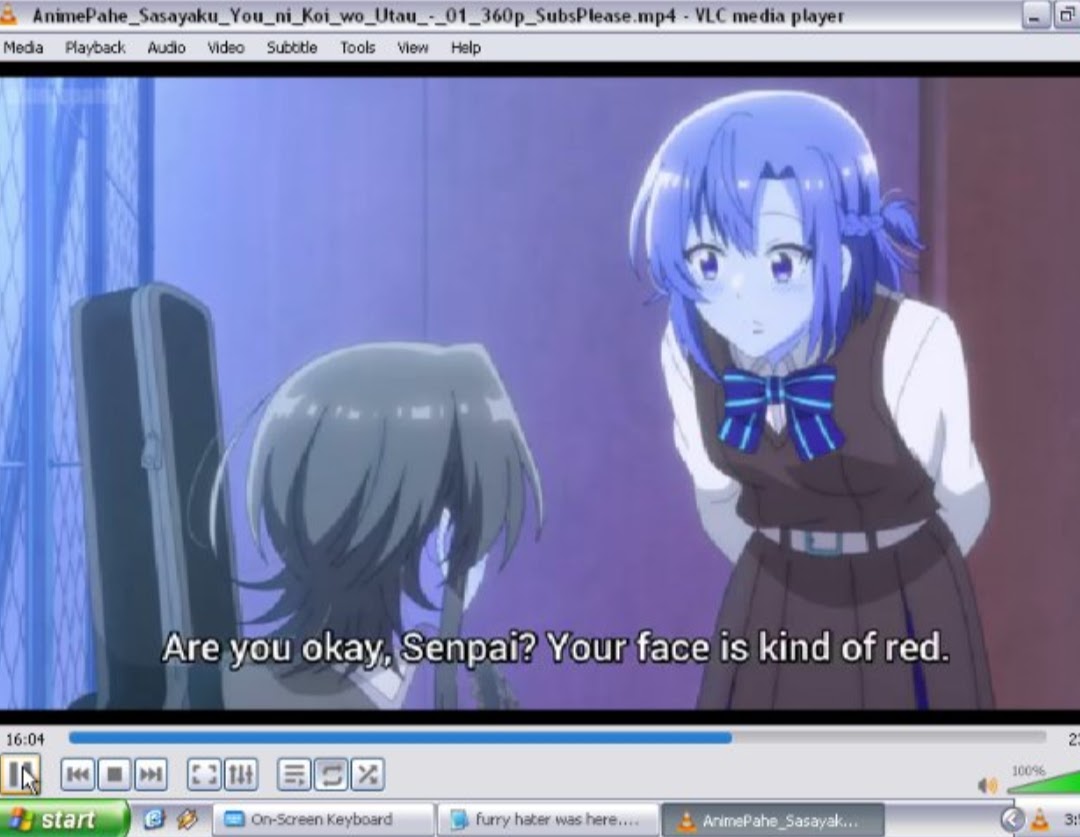 AnimePahe_Sasayaku_You_ni_Koi_wo_Utau_-_01_360p_SubsPlease.mp4 - VLC media player
Media Playback Audio Video Subtitle Tools View Help
Are you okay, Senpai? Your face is kind of red.
16:04
100%
start On-Screen Keyboard furry hater was here.... AnimePahe_Sasayak...